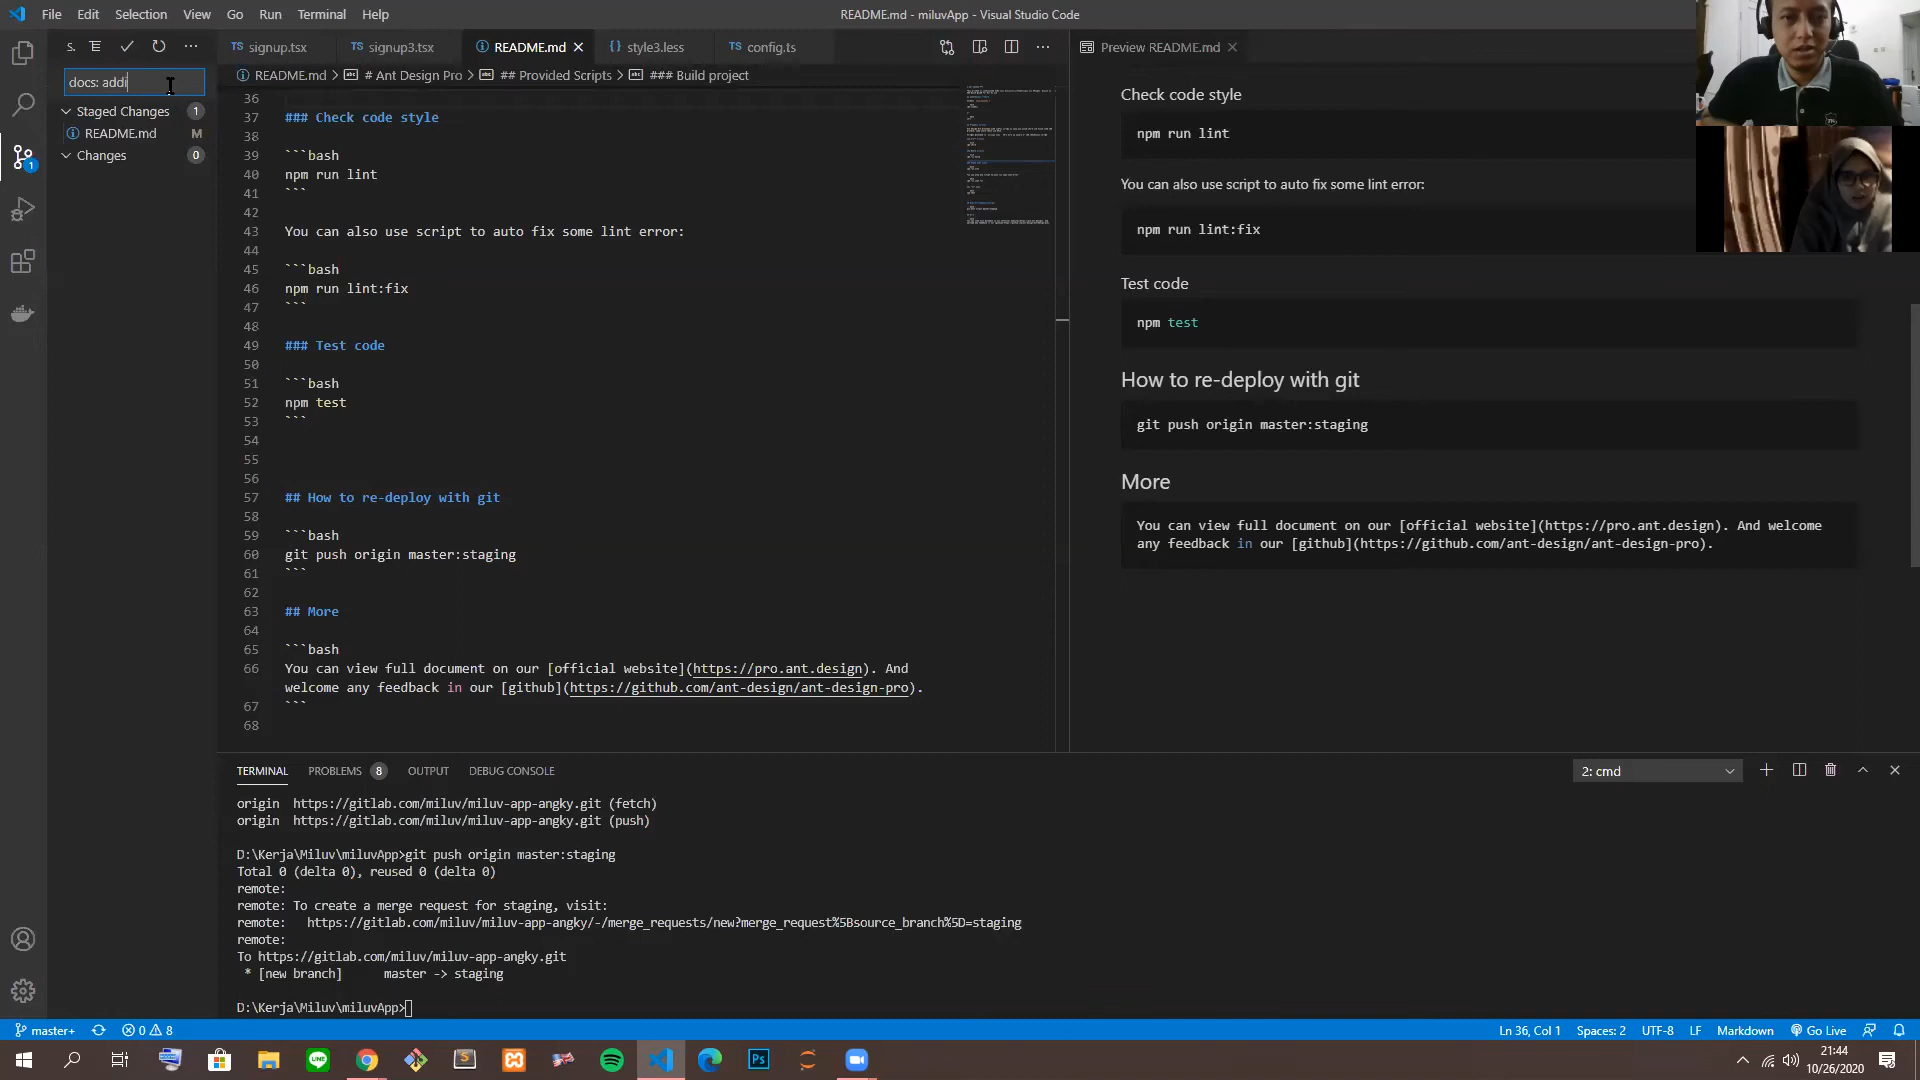 File Edit Selection View Go Run Terminal Help
README.md - miluvApp - Visual Studio Code
S.
signup.tsx
signup3.tsx
README.md
style3.less
config.ts
Preview README.md
README.md > # Ant Design Pro > ## Provided Scripts > ### Build project
docs: addi
Staged Changes 1
README.md M
Changes 0
36
37 ### Check code style
38
39 ```bash
40 npm run lint
41 ```
42
43 You can also use script to auto fix some lint error:
44
45 ```bash
46 npm run lint:fix
47 ```
48
49 ### Test code
50
51 ```bash
52 npm test
53 ```
54
55
56
57 ## How to re-deploy with git
58
59 ```bash
60 git push origin master:staging
61 ```
62
63 ## More
64
65 ```bash
66 You can view full document on our [official website](https://pro.ant.design). And
welcome any feedback in our [github](https://github.com/ant-design/ant-design-pro).
67 ```
68
Check code style
npm run lint
You can also use script to auto fix some lint error:
npm run lint:fix
Test code
npm test
How to re-deploy with git
git push origin master:staging
More
You can view full document on our [official website](https://pro.ant.design). And welcome
any feedback in our [github](https://github.com/ant-design/ant-design-pro).
TERMINAL PROBLEMS 8 OUTPUT DEBUG CONSOLE
2: cmd
origin https://gitlab.com/miluv/miluv-app-angky.git (fetch)
origin https://gitlab.com/miluv/miluv-app-angky.git (push)
D:\Kerja\Miluv\miluvApp>git push origin master:staging
Total 0 (delta 0), reused 0 (delta 0)
remote:
remote: To create a merge request for staging, visit:
remote: https://gitlab.com/miluv/miluv-app-angky/-/merge_requests/new?merge_request%5Bsource_branch%5D=staging
remote:
To https://gitlab.com/miluv/miluv-app-angky.git
* [new branch] master -> staging
D:\Kerja\Miluv\miluvApp>
master+ 0 8
Ln 36, Col 1 Spaces: 2 UTF-8 LF Markdown Go Live
21:44
10/26/2020